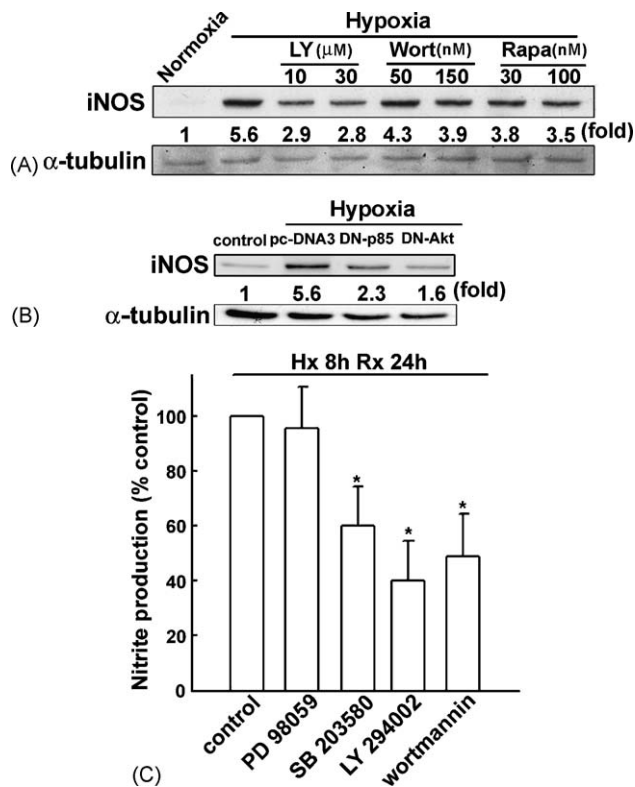 Hypoxia
Normoxia
LY (μM) Wort(nM) Rapa(nM)
10 30 50 150 30 100
iNOS
1 5.6 2.9 2.8 4.3 3.9 3.8 3.5 (fold)
(A) α-tubulin
Hypoxia
control pc-DNA3 DN-p85 DN-Akt
iNOS
1 5.6 2.3 1.6 (fold)
(B) α-tubulin
Hx 8h Rx 24h
Nitrite production (% control)
100
80
60
40
20
0
* * *
control PD 98059 SB 203580 LY 294002 wortmannin
(C)